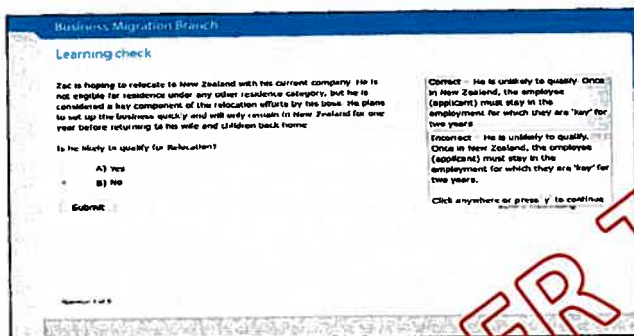 Business Migration Branch
Learning check
Zac is hoping to relocate to New Zealand with his current company. He is
not eligible for residence under any other residence category, but he is
considered a key component of the relocation efforts by his boss. He plans
to set up the business quickly and will only remain in New Zealand for one
year before returning to his wife and children back home
Is he likely to qualify for Relocation?
A) Yes
B) No
Submit
Correct - He is unlikely to qualify. Once
in New Zealand, the employee
(applicant) must stay in the
employment for which they are 'key' for
two years
Incorrect - He is unlikely to qualify.
Once in New Zealand, the employee
(applicant) must stay in the
employment for which they are 'key' for
two years.
Click anywhere or press 'y' to continue
ER T